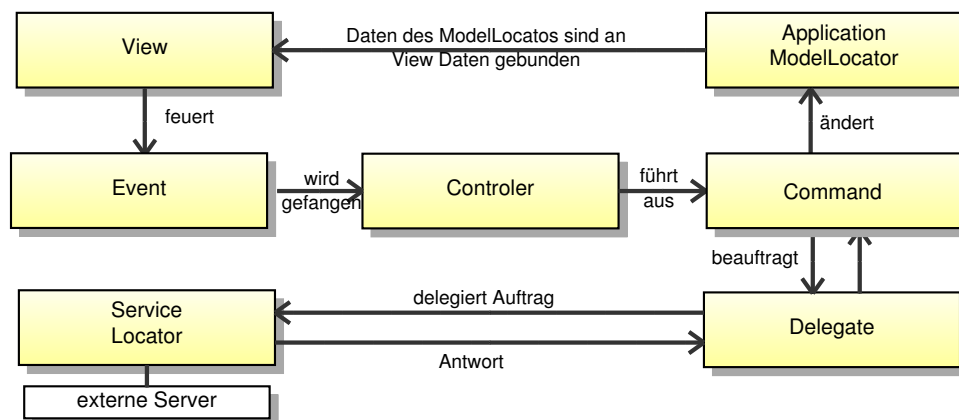 View
Daten des ModelLocatos sind an
View Daten gebunden
Application
ModelLocator
feuert
ändert
Event
wird
gefangen
Controler
führt
aus
Command
beauftragt
Service
Locator
delegiert Auftrag
Antwort
Delegate
externe Server